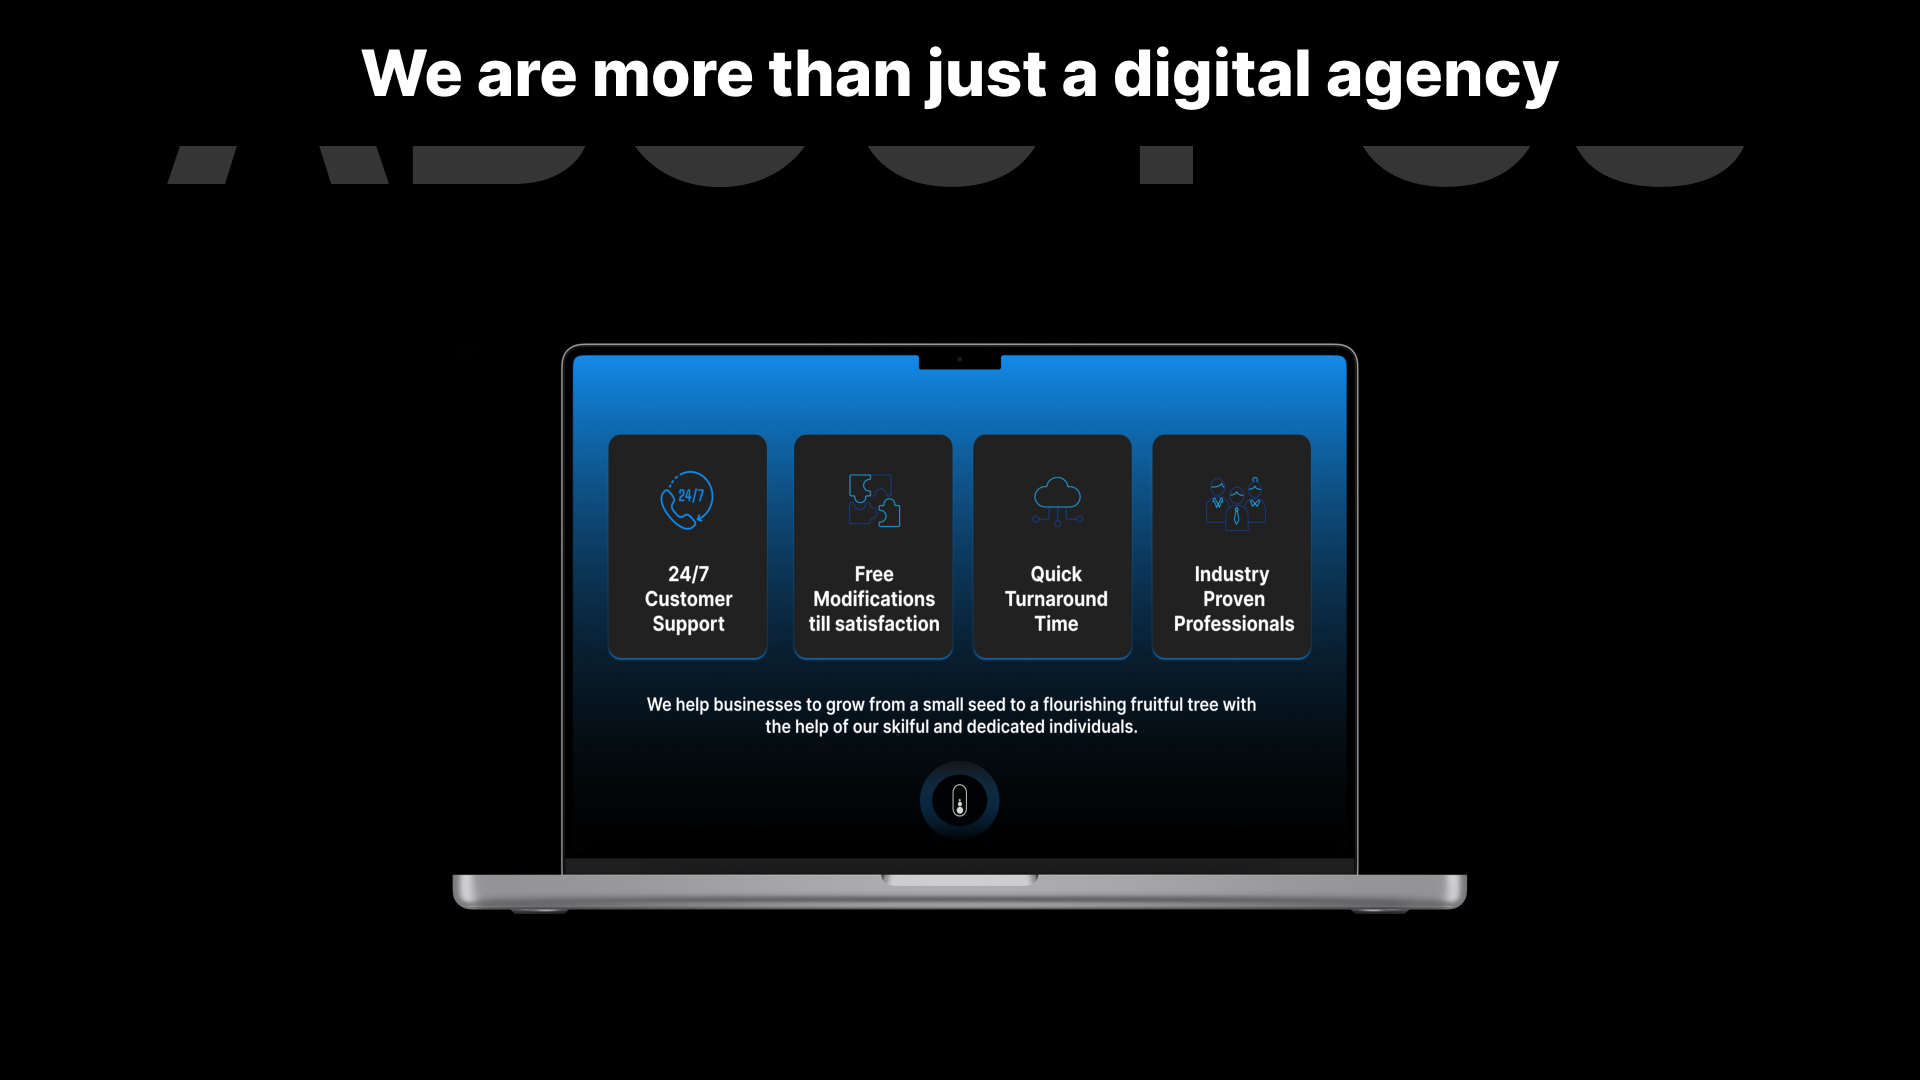 We are more than just a digital agency
24/7
24/7
Customer
Support
Free
Modifications
till satisfaction
Quick
Turnaround
Time
Industry
Proven
Professionals
We help businesses to grow from a small seed to a flourishing fruitful tree with
the help of our skilful and dedicated individuals.